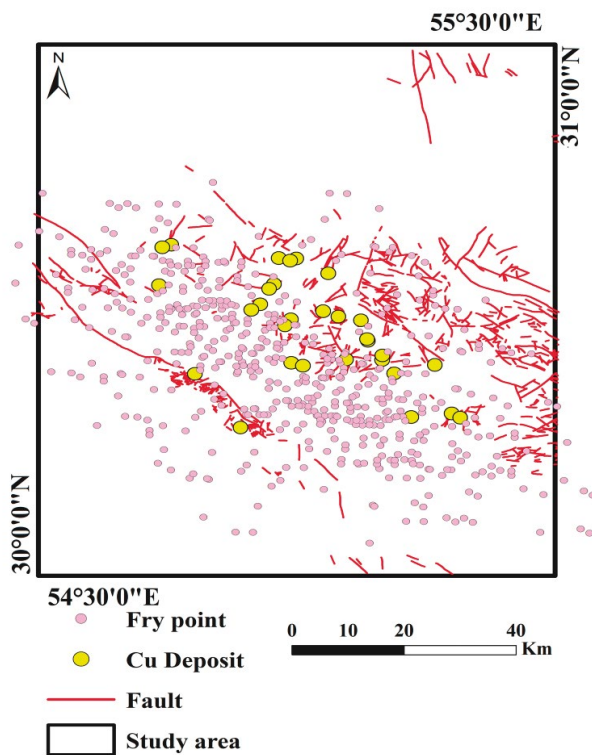 55°30'0"E
N
31°0'0"N
30°0'0"N
54°30'0"E
Fry point
Cu Deposit
Fault
Study area
0 10 20 40
Km